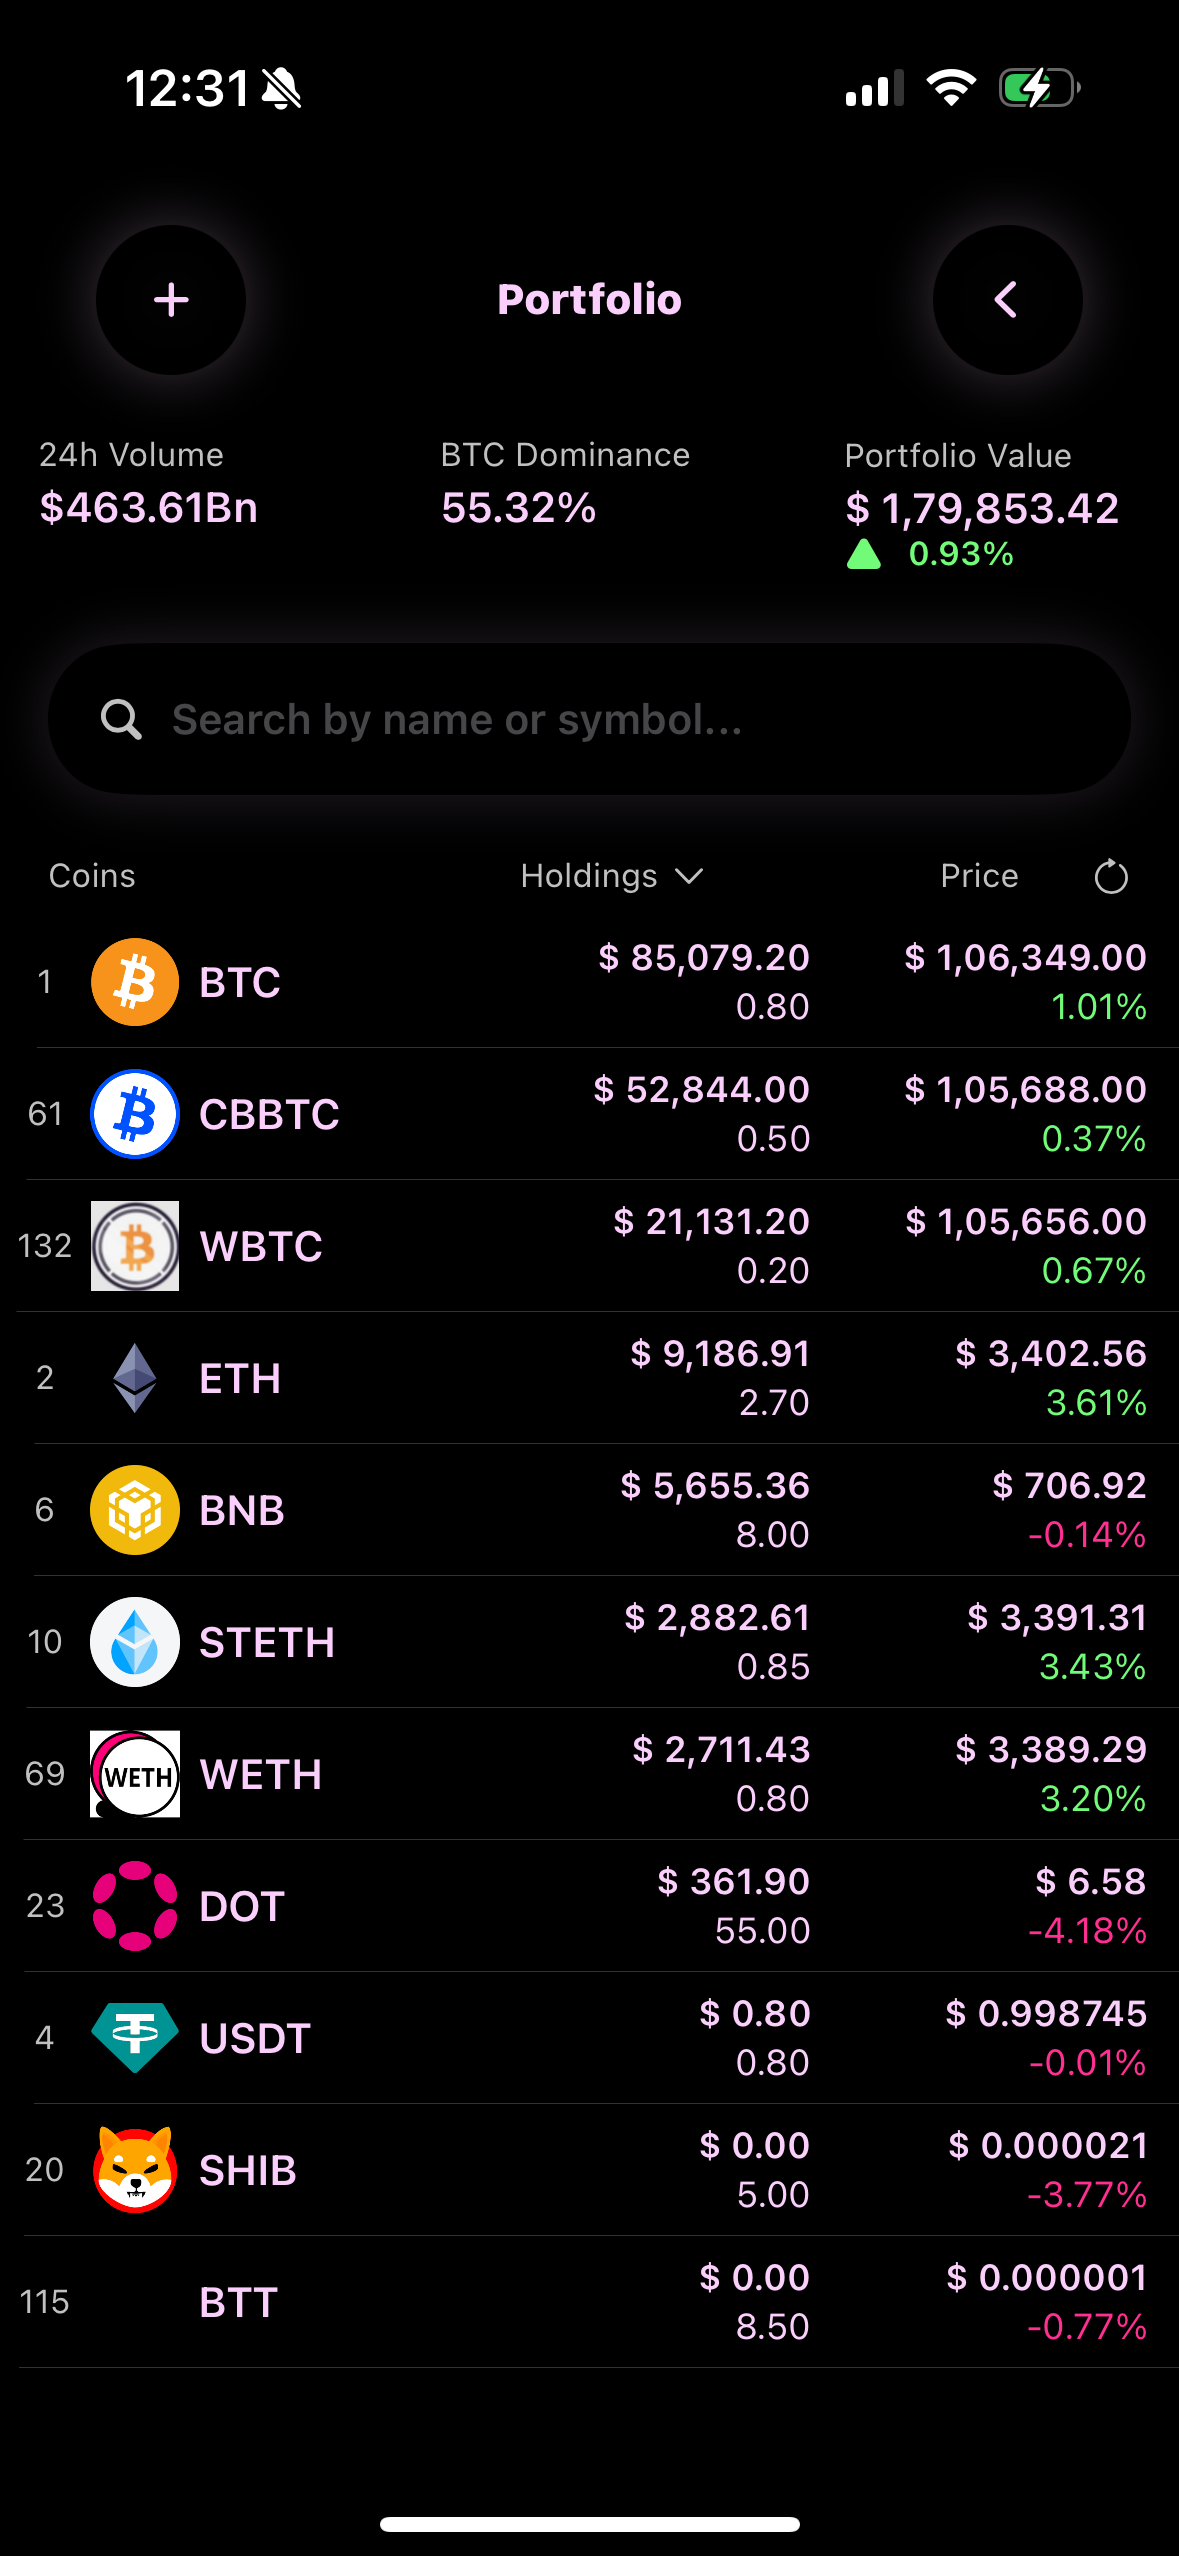 12:31
Portfolio
24h Volume BTC Dominance Portfolio Value
$463.61Bn 55.32% $ 1,79,853.42
0.93%
Search by name or symbol...
Coins Holdings Price
1 BTC $ 85,079.20 $ 1,06,349.00
0.80 1.01%
61 CBBTC $ 52,844.00 $ 1,05,688.00
0.50 0.37%
132 WBTC $ 21,131.20 $ 1,05,656.00
0.20 0.67%
2 ETH $ 9,186.91 $ 3,402.56
2.70 3.61%
6 BNB $ 5,655.36 $ 706.92
8.00 -0.14%
10 STETH $ 2,882.61 $ 3,391.31
0.85 3.43%
69 WETH WETH $ 2,711.43 $ 3,389.29
0.80 3.20%
23 DOT $ 361.90 $ 6.58
55.00 -4.18%
4 USDT $ 0.80 $ 0.998745
0.80 -0.01%
20 SHIB $ 0.00 $ 0.000021
5.00 -3.77%
115 BTT $ 0.00 $ 0.000001
8.50 -0.77%